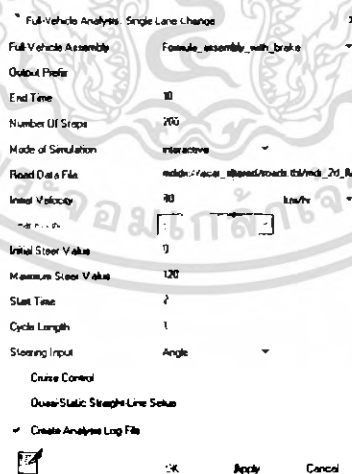 Full-Vehicle Analysis: Single Lane Change
Full-Vehicle Assembly Formula_assembly_with_brake
Output Prefix
End Time 10
Number Of Steps 200
Mode of Simulation interactive
Road Data File
Initial Velocity km/hr
Initial Steer Value 0
Maximum Steer Value 120
Start Time 2
Cycle Length 1
Steering Input Angle
Cruise Control
Quasi-Static Straight-Line Setup
Create Analysis Log File
OK Apply Cancel